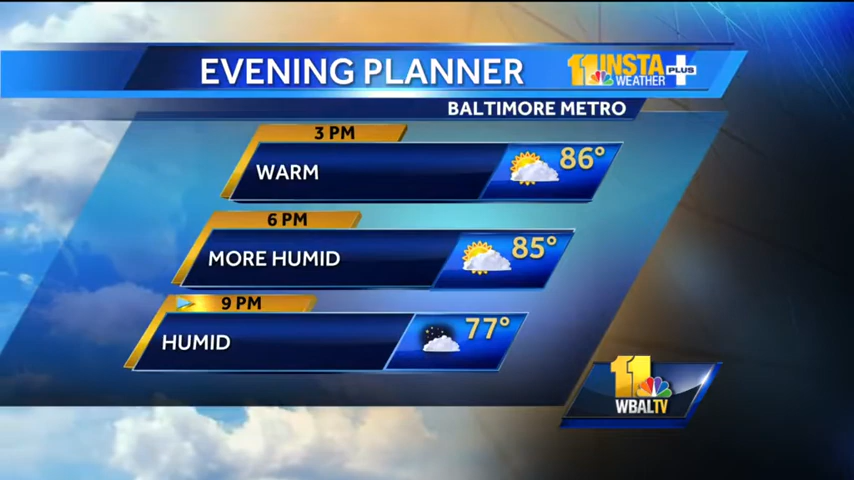 EVENING PLANNER
11 INSTA
WEATHER PLUS
BALTIMORE METRO
3 PM
WARM
86°
6 PM
MORE HUMID
85°
9 PM
HUMID
77°
11
WBALTV